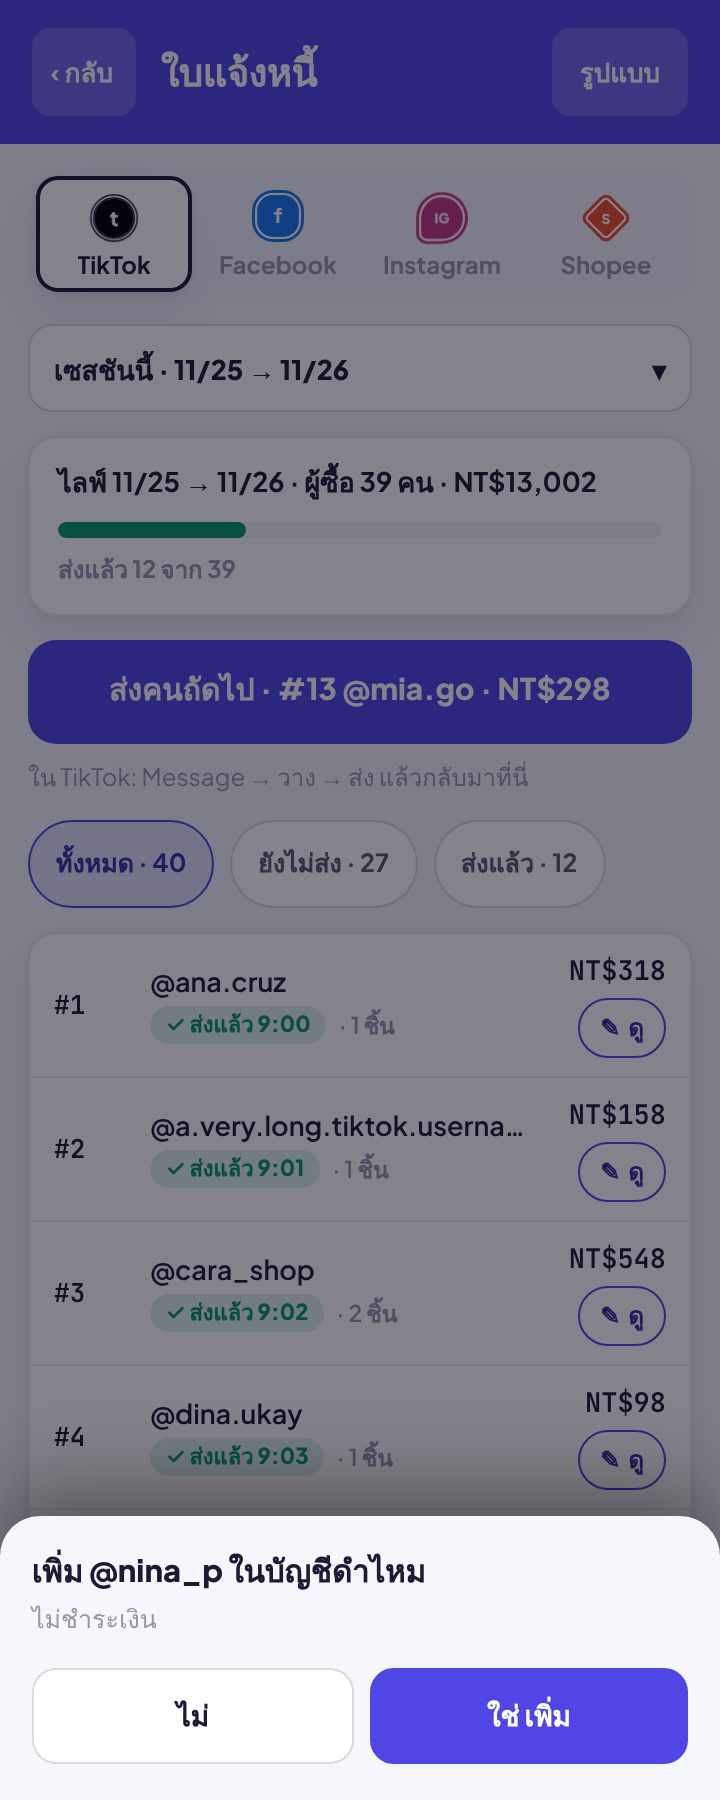 ‹ กลับ
ใบแจ้งหนี้
รูปแบบ
t
f
IG
S
TikTok
Facebook
Instagram
Shopee
เซสชันนี้ · 11/25 → 11/26 ▼
ไลฟ์ 11/25 → 11/26 · ผู้ซื้อ 39 คน · NT$13,002
ส่งแล้ว 12 จาก 39
ส่งคนถัดไป · #13 @mia.go · NT$298
ใน TikTok: Message → วาง → ส่ง แล้วกลับมาที่นี่
ทั้งหมด · 40
ยังไม่ส่ง · 27
ส่งแล้ว · 12
#1
@ana.cruz
✓ ส่งแล้ว 9:00 · 1 ชิ้น
NT$318
✎ ดู
#2
@a.very.long.tiktok.userna…
✓ ส่งแล้ว 9:01 · 1 ชิ้น
NT$158
✎ ดู
#3
@cara_shop
✓ ส่งแล้ว 9:02 · 2 ชิ้น
NT$548
✎ ดู
#4
@dina.ukay
✓ ส่งแล้ว 9:03 · 1 ชิ้น
NT$98
✎ ดู
เพิ่ม @nina_p ในบัญชีดำไหม
ไม่ชำระเงิน
ไม่
ใช่ เพิ่ม